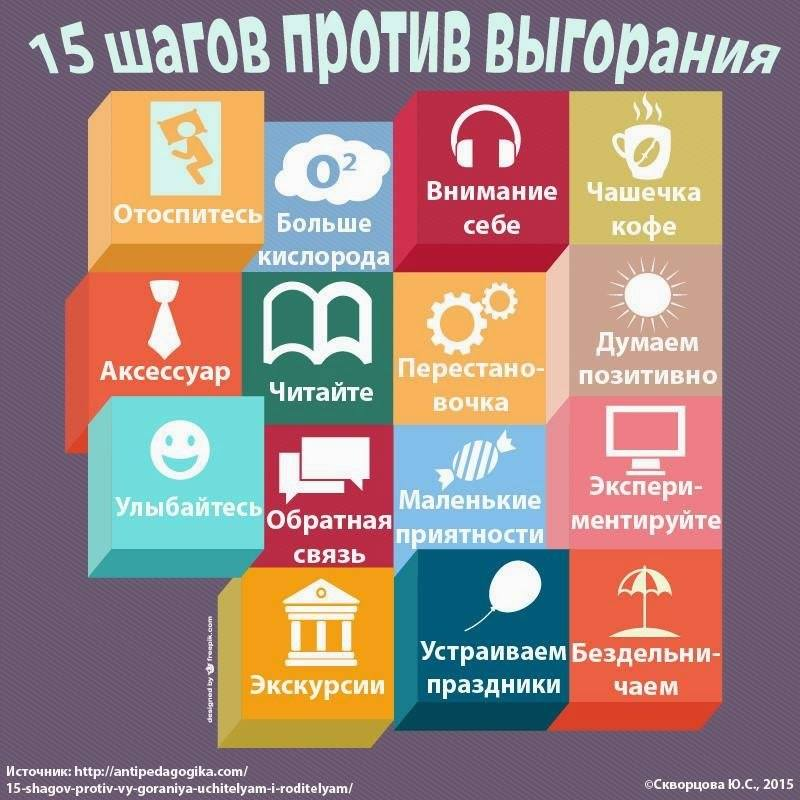 15 шагов против выгорания
Отоспитесь
O²
Больше
кислорода
Внимание
себе
Чашечка
кофе
Аксессуар
Читайте
Перестано-
вочка
Думаем
позитивно
Улыбайтесь
Обратная
связь
Маленькие
приятности
Экспери-
ментируйте
Экскурсии
Устраиваем
праздники
Бездельни-
чаем
designed by freepik.com
Источник: http://antipedagogika.com/
15-shagov-protiv-vy-goraniya-uchitelyam-i-roditelyam/
©Скворцова Ю.С., 2015